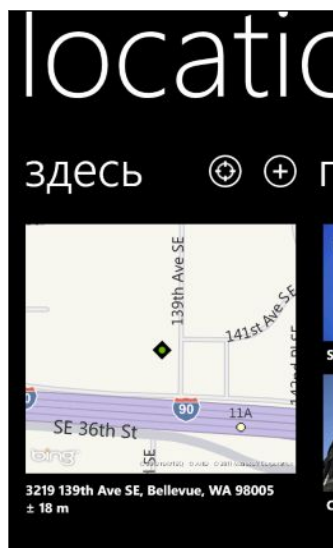 locatio
здесь
139th Ave SE
141st Ave SE
90
11A
SE 36th St
SE
bing
3219 139th Ave SE, Bellevue, WA 98005
± 18 m